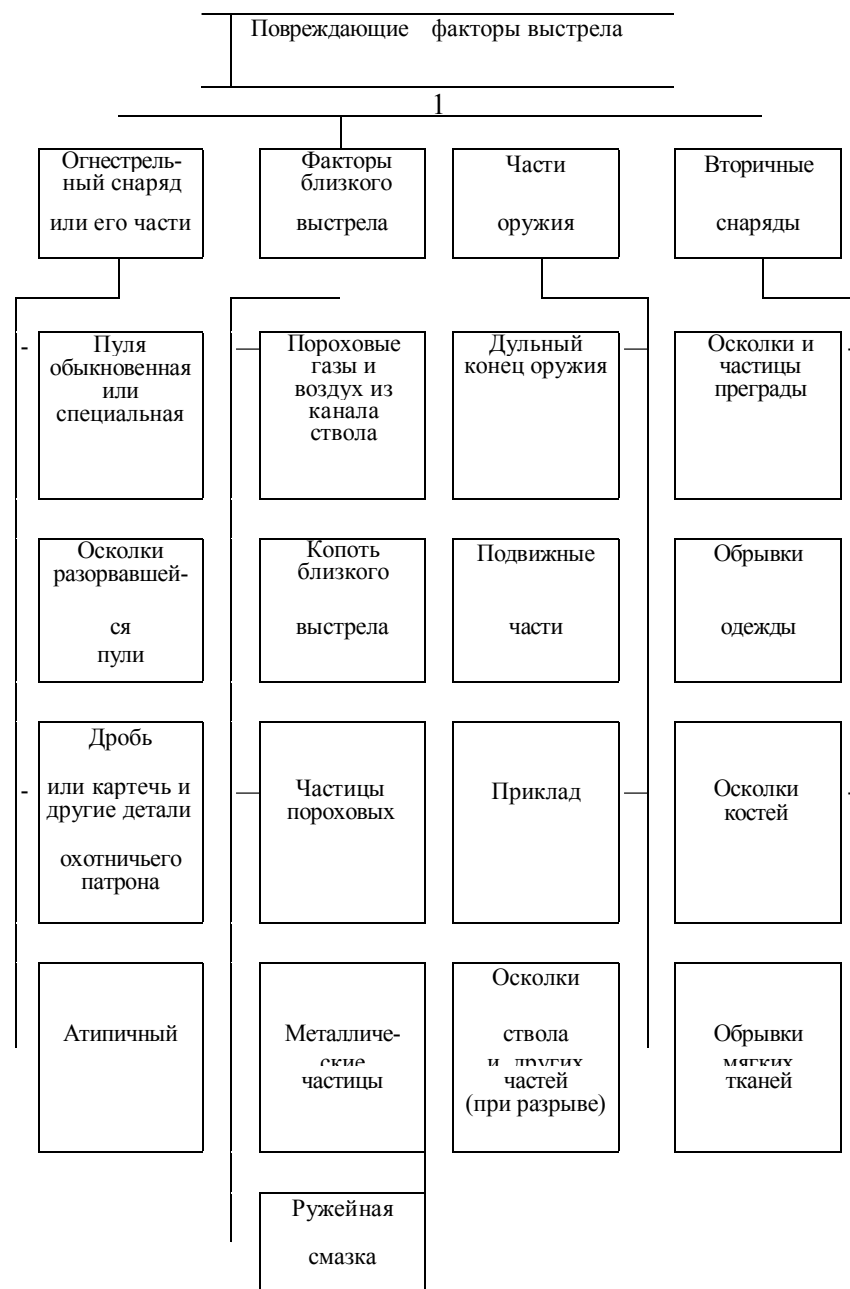 Повреждающие факторы выстрела
1
Огнестрель-
ный снаряд
или его части
Факторы
близкого
выстрела
Части
оружия
Вторичные
снаряды
Пуля
обыкновенная
или
специальная
Пороховые
газы и
воздух из
канала
ствола
Дульный
конец оружия
Осколки и
частицы
преграды
Осколки
разорвавшей-
ся
пули
Копоть
близкого
выстрела
Подвижные
части
Обрывки
одежды
Дробь
или картечь и
другие детали
охотничьего
патрона
Частицы
пороховых
Приклад
Осколки
костей
Атипичный
Металличе-
ские
частицы
Осколки
ствола
и других
частей
(при разрыве)
Обрывки
мягких
тканей
Ружейная
смазка